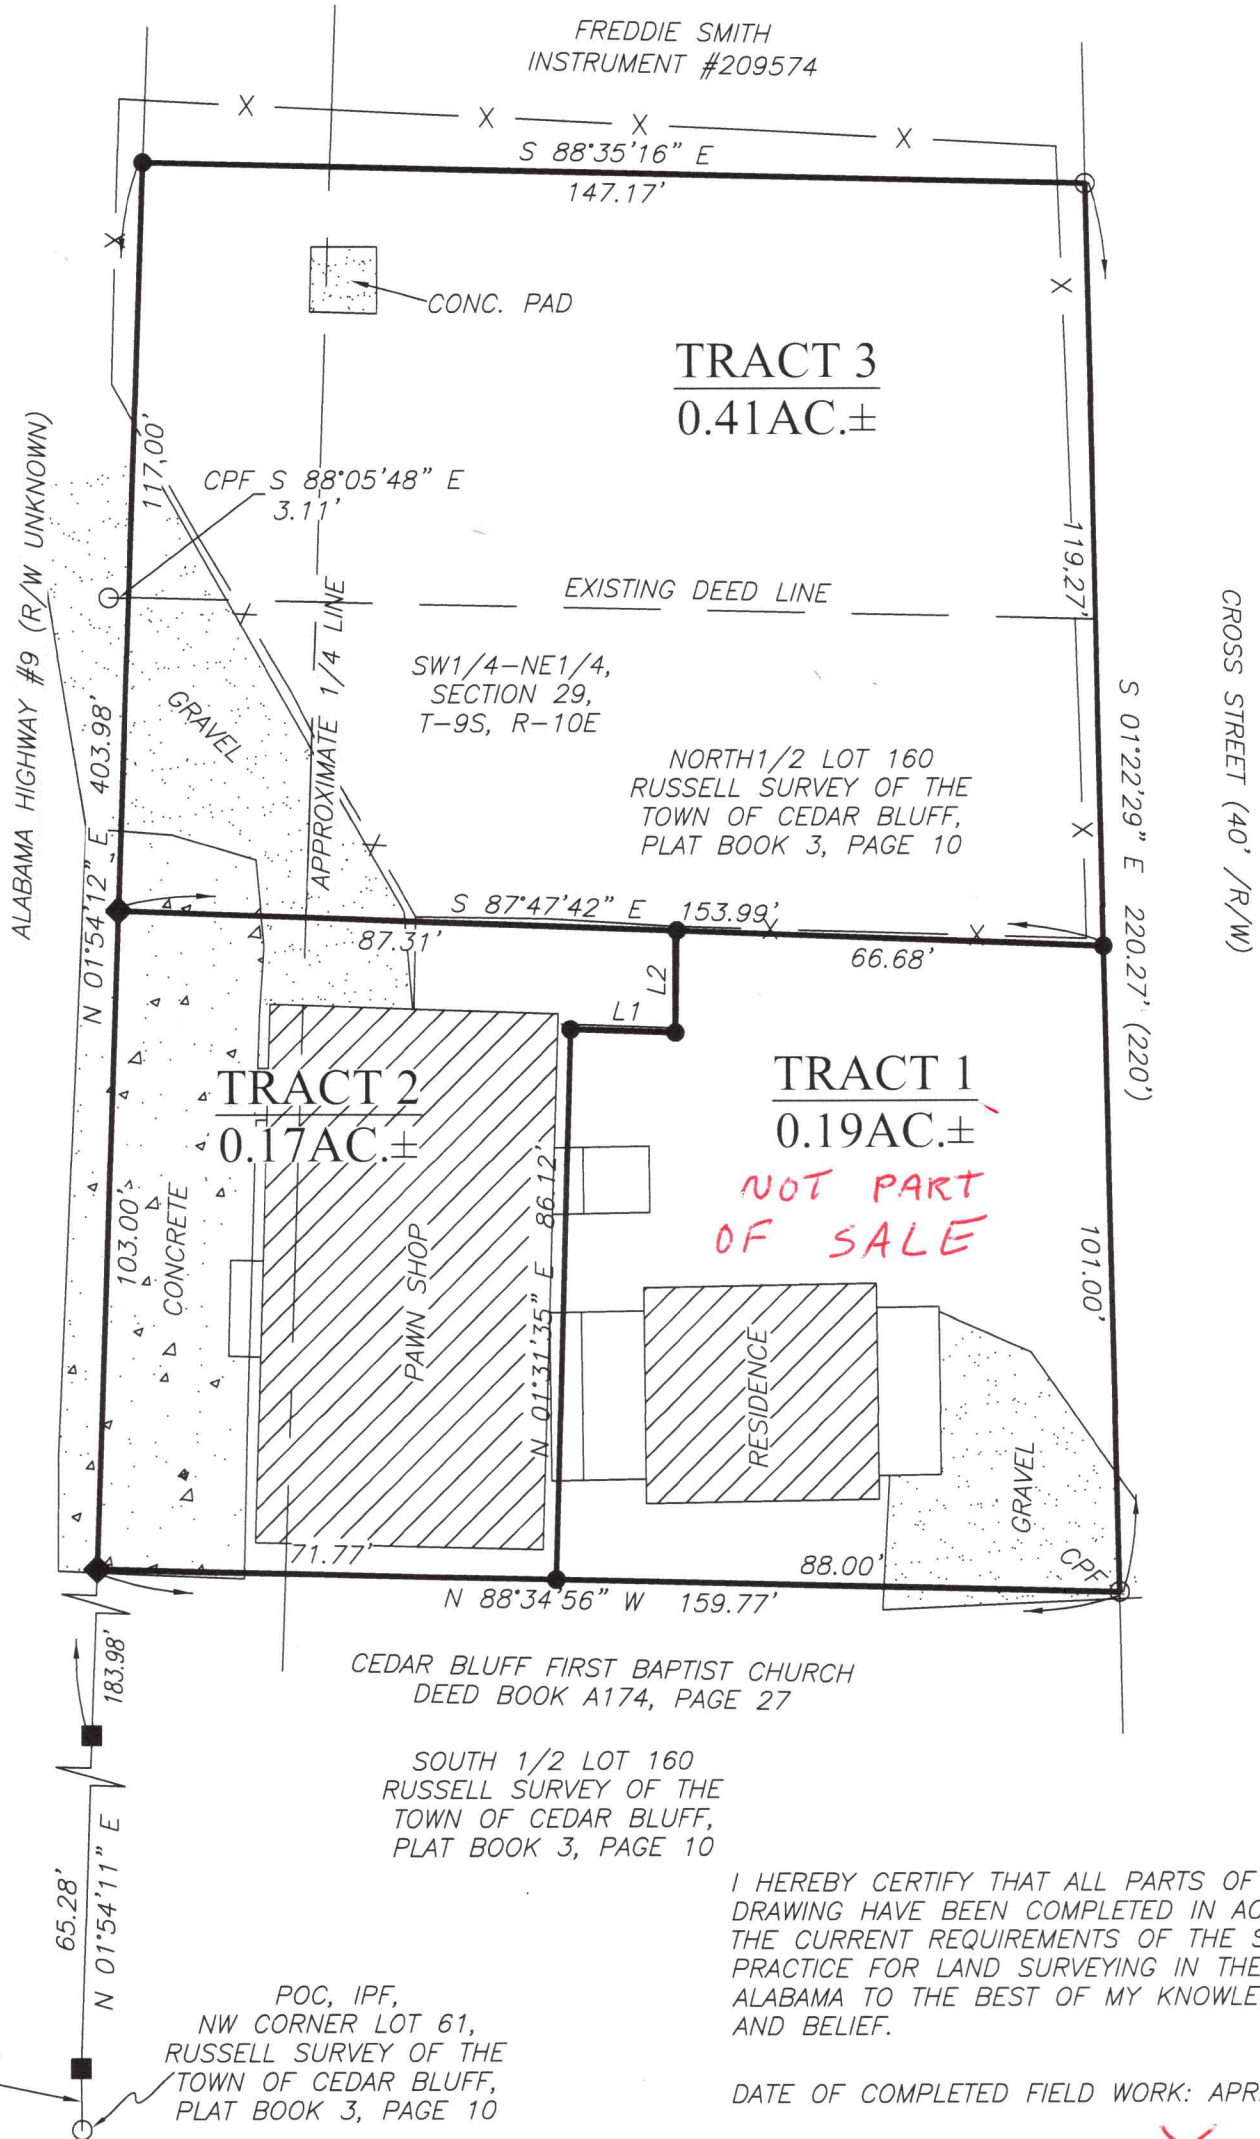 FREDDIE SMITH
INSTRUMENT #209574
X X X X
S 88°35'16" E
147.17'
X
X
CONC. PAD
TRACT 3
0.41AC.±
ALABAMA HIGHWAY #9 (R/W UNKNOWN)
117.00'
CPF S 88°05'48" E
3.11'
119.27'
EXISTING DEED LINE
X
APPROXIMATE 1/4 LINE
SW1/4-NE1/4,
SECTION 29,
T-9S, R-10E
GRAVEL
CROSS STREET (40' /R/W)
NORTH1/2 LOT 160
RUSSELL SURVEY OF THE
TOWN OF CEDAR BLUFF,
PLAT BOOK 3, PAGE 10
X
X
N 01°54'12" E 403.98'
S 01°22'29" E 220.27' (220')
S 87°47'42" E 153.99'
X X
87.31'
66.68'
L2
L1
TRACT 2
0.17AC.±
TRACT 1
0.19AC.±
NOT PART
OF SALE
103.00'
CONCRETE
PAWN SHOP
N 01°31'35" E 86.12'
RESIDENCE
101.00'
GRAVEL
CPF
71.77'
88.00'
N 88°34'56" W 159.77'
183.98'
CEDAR BLUFF FIRST BAPTIST CHURCH
DEED BOOK A174, PAGE 27
SOUTH 1/2 LOT 160
RUSSELL SURVEY OF THE
TOWN OF CEDAR BLUFF,
PLAT BOOK 3, PAGE 10
65.28'
N 01°54'11" E
I HEREBY CERTIFY THAT ALL PARTS OF
DRAWING HAVE BEEN COMPLETED IN AC
THE CURRENT REQUIREMENTS OF THE S
PRACTICE FOR LAND SURVEYING IN THE
ALABAMA TO THE BEST OF MY KNOWLE
AND BELIEF.
POC, IPF,
NW CORNER LOT 61,
RUSSELL SURVEY OF THE
TOWN OF CEDAR BLUFF,
PLAT BOOK 3, PAGE 10
DATE OF COMPLETED FIELD WORK: APR